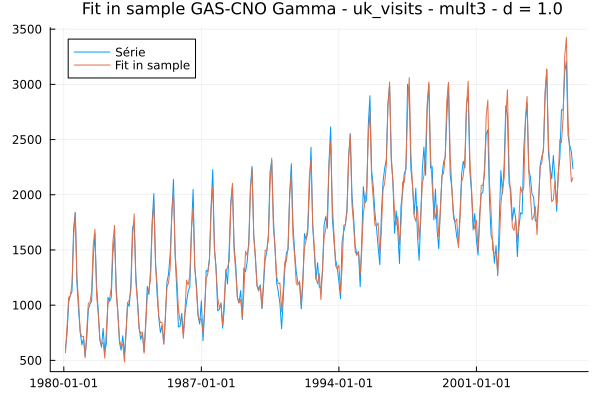 Fit in sample GAS-CNO Gamma - uk_visits - mult3 - d = 1.0
Série
Fit in sample
3500
3000
2500
2000
1500
1000
500
1980-01-01 1987-01-01 1994-01-01 2001-01-01